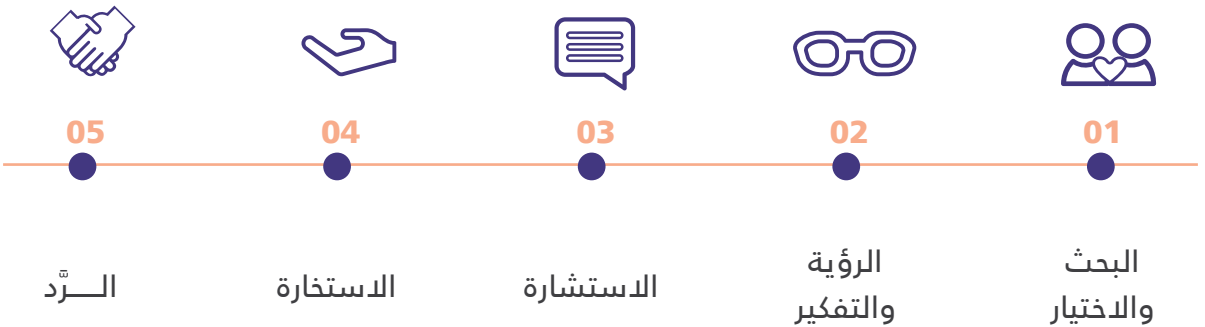 01
البحث
والاختيار
02
الرؤية
والتفكير
03
الاستشارة
04
الاستخارة
05
الـــرَّد